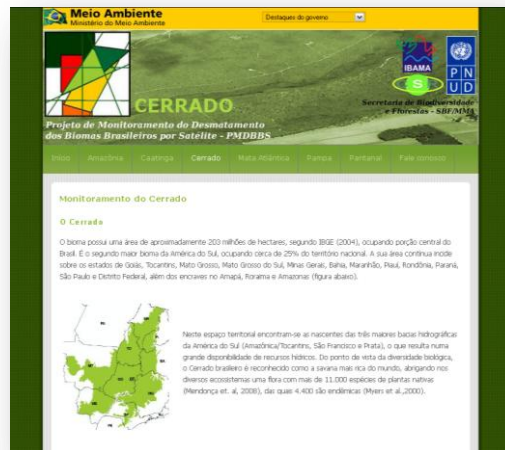 Meio Ambiente
Ministério do Meio Ambiente
Destaques do governo
IBAMA
PN
UD
S
CERRADO
Secretaria de Biodiversidade
e Florestas - SBF/MMA
Projeto de Monitoramento do Desmatamento
dos Biomas Brasileiros por Satélite - PMDBBS
Início Amazônia Caatinga Cerrado Mata Atlântica Pampa Pantanal Fale conosco
Monitoramento do Cerrado
O Cerrado
O bioma possui uma área de aproximadamente 203 milhões de hectares, segundo IBGE (2004), ocupando porção central do
Brasil. É o segundo maior bioma da América do Sul, ocupando cerca de 25% do território nacional. A sua área contínua incide
sobre os estados de Goiás, Tocantins, Mato Grosso, Mato Grosso do Sul, Minas Gerais, Bahia, Maranhão, Piauí, Rondônia, Paraná,
São Paulo e Distrito Federal, além dos encraves no Amapá, Roraima e Amazonas (figura abaixo).
Neste espaço territorial encontram-se as nascentes das três maiores bacias hidrográficas
da América do Sul (Amazônica/Tocantins, São Francisco e Prata), o que resulta numa
grande disponibilidade de recursos hídricos. Do ponto de vista da diversidade biológica,
o Cerrado brasileiro é reconhecido como a savana mais rica do mundo, abrigando nos
diversos ecossistemas uma flora com mais de 11.000 espécies de plantas nativas
(Mendonça et. al, 2008), das quais 4.400 são endêmicas (Myers et al.,2000).